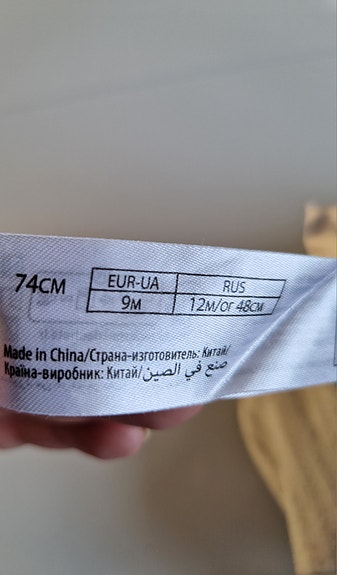 74CM
EUR-UA RUS
9M 12M/ОГ 48СМ
Made in China/Страна-изготовитель: Китай/
Країна-виробник: Китай/صنع في الصين